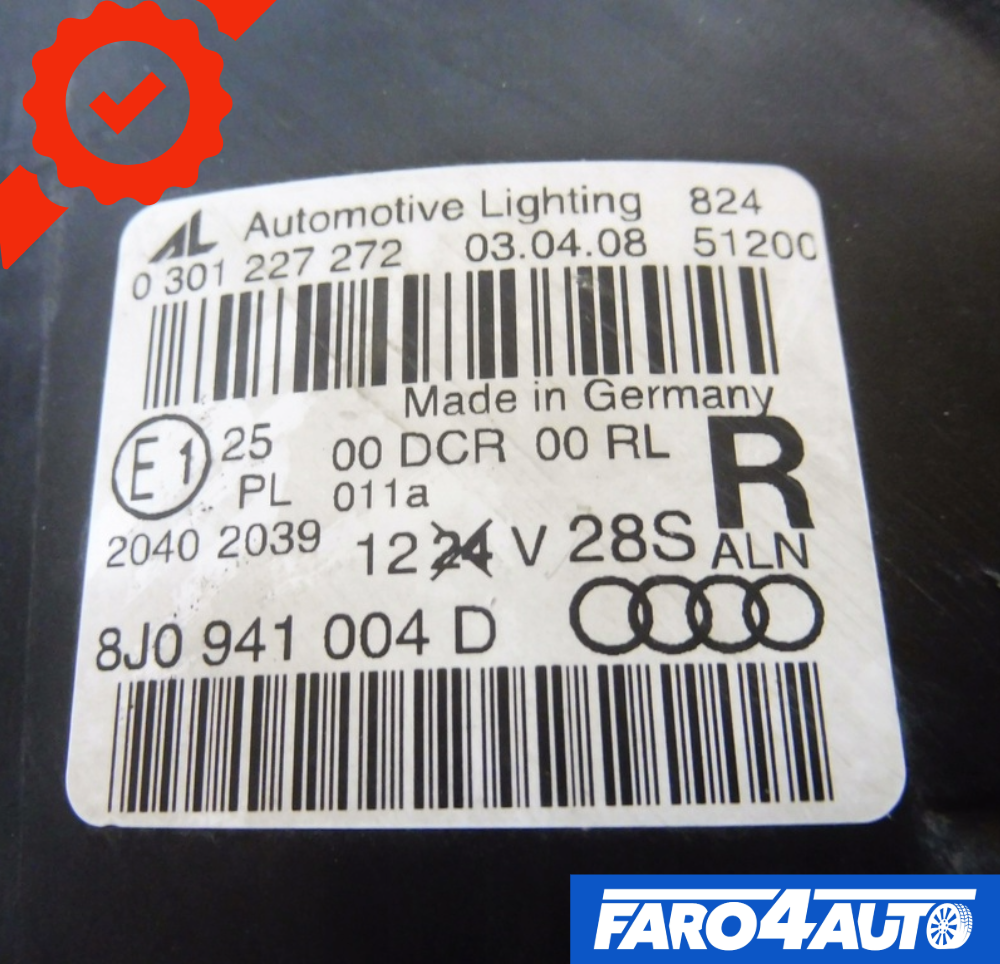 AL Automotive Lighting 824
0 301 227 272 03.04.08 51200
Made in Germany
E1 25 00 DCR 00 RL R
PL 011a
2040 2039 12 24 V 28S ALN
8J0 941 004 D
FARO4AUTO